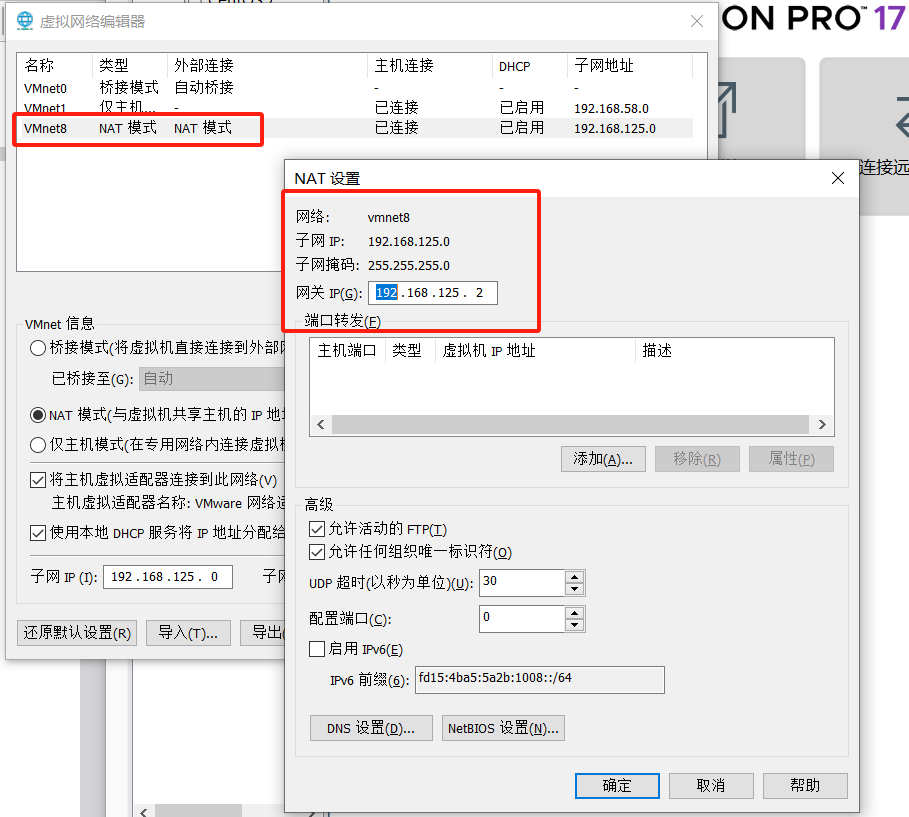 虚拟网络编辑器
ON PRO™ 17
名称 类型 外部连接 主机连接 DHCP 子网地址
VMnet0 桥接模式 自动桥接 - - -
VMnet1 仅主机... - 已连接 已启用 192.168.58.0
VMnet8 NAT 模式 NAT 模式 已连接 已启用 192.168.125.0
连接远
NAT 设置
网络: vmnet8
子网 IP: 192.168.125.0
子网掩码: 255.255.255.0
网关 IP(G): 192.168.125. 2
端口转发(F)
主机端口 类型 虚拟机 IP 地址 描述
添加(A)... 移除(R) 属性(P)
高级
允许活动的 FTP(T)
允许任何组织唯一标识符(O)
UDP 超时(以秒为单位)(U): 30
配置端口(C): 0
启用 IPv6(E)
IPv6 前缀(6): fd15:4ba5:5a2b:1008::/64
DNS 设置(D)... NetBIOS 设置(N)...
确定 取消 帮助
VMnet 信息
桥接模式(将虚拟机直接连接到外部网
已桥接至(G): 自动
NAT 模式(与虚拟机共享主机的 IP 地
仅主机模式(在专用网络内连接虚拟
将主机虚拟适配器连接到此网络(V)
主机虚拟适配器名称: VMware 网络
使用本地 DHCP 服务将 IP 地址分配给
子网 IP (I): 192.168.125. 0 子
还原默认设置(R) 导入(T)... 导出(